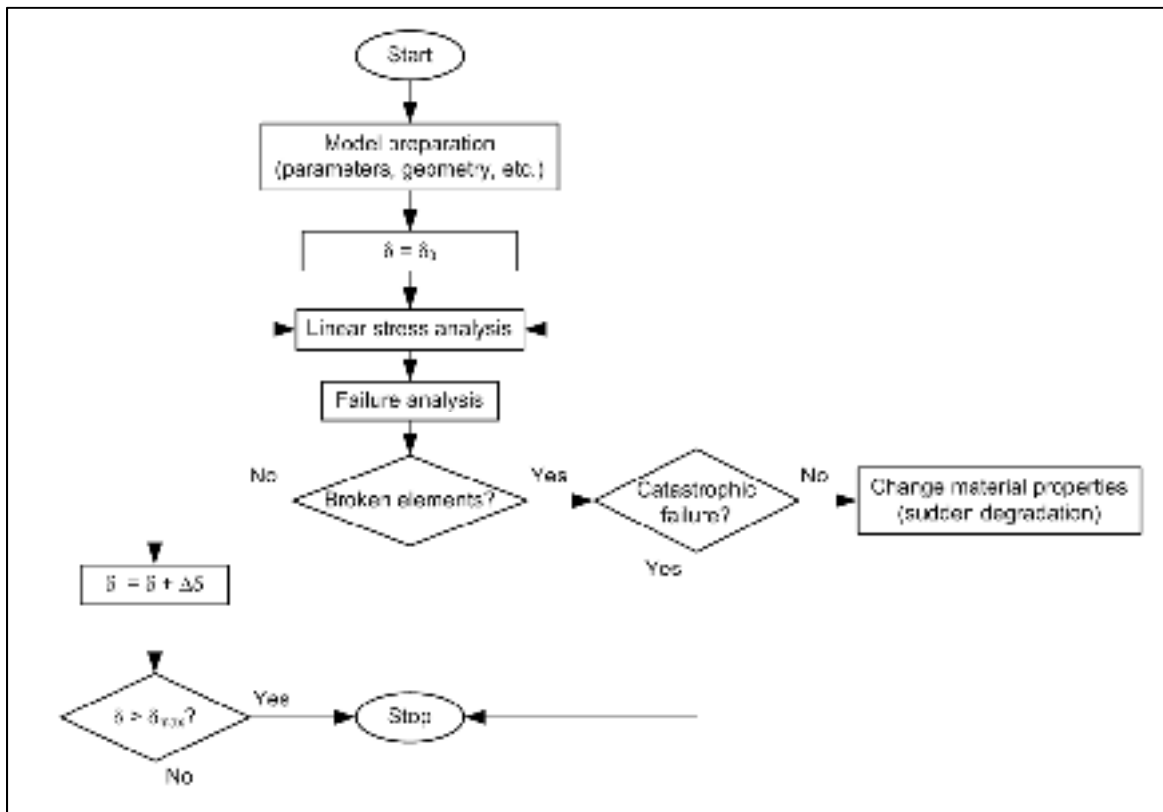 Start
Model preparation
(parameters, geometry, etc.)
δ = δ₀
Linear stress analysis
Failure analysis
No
Broken elements?
Yes
Catastrophic
failure?
No
Change material properties
(sudden degradation)
Yes
δ = δ + Δδ
δ > δmax?
Yes
Stop
No